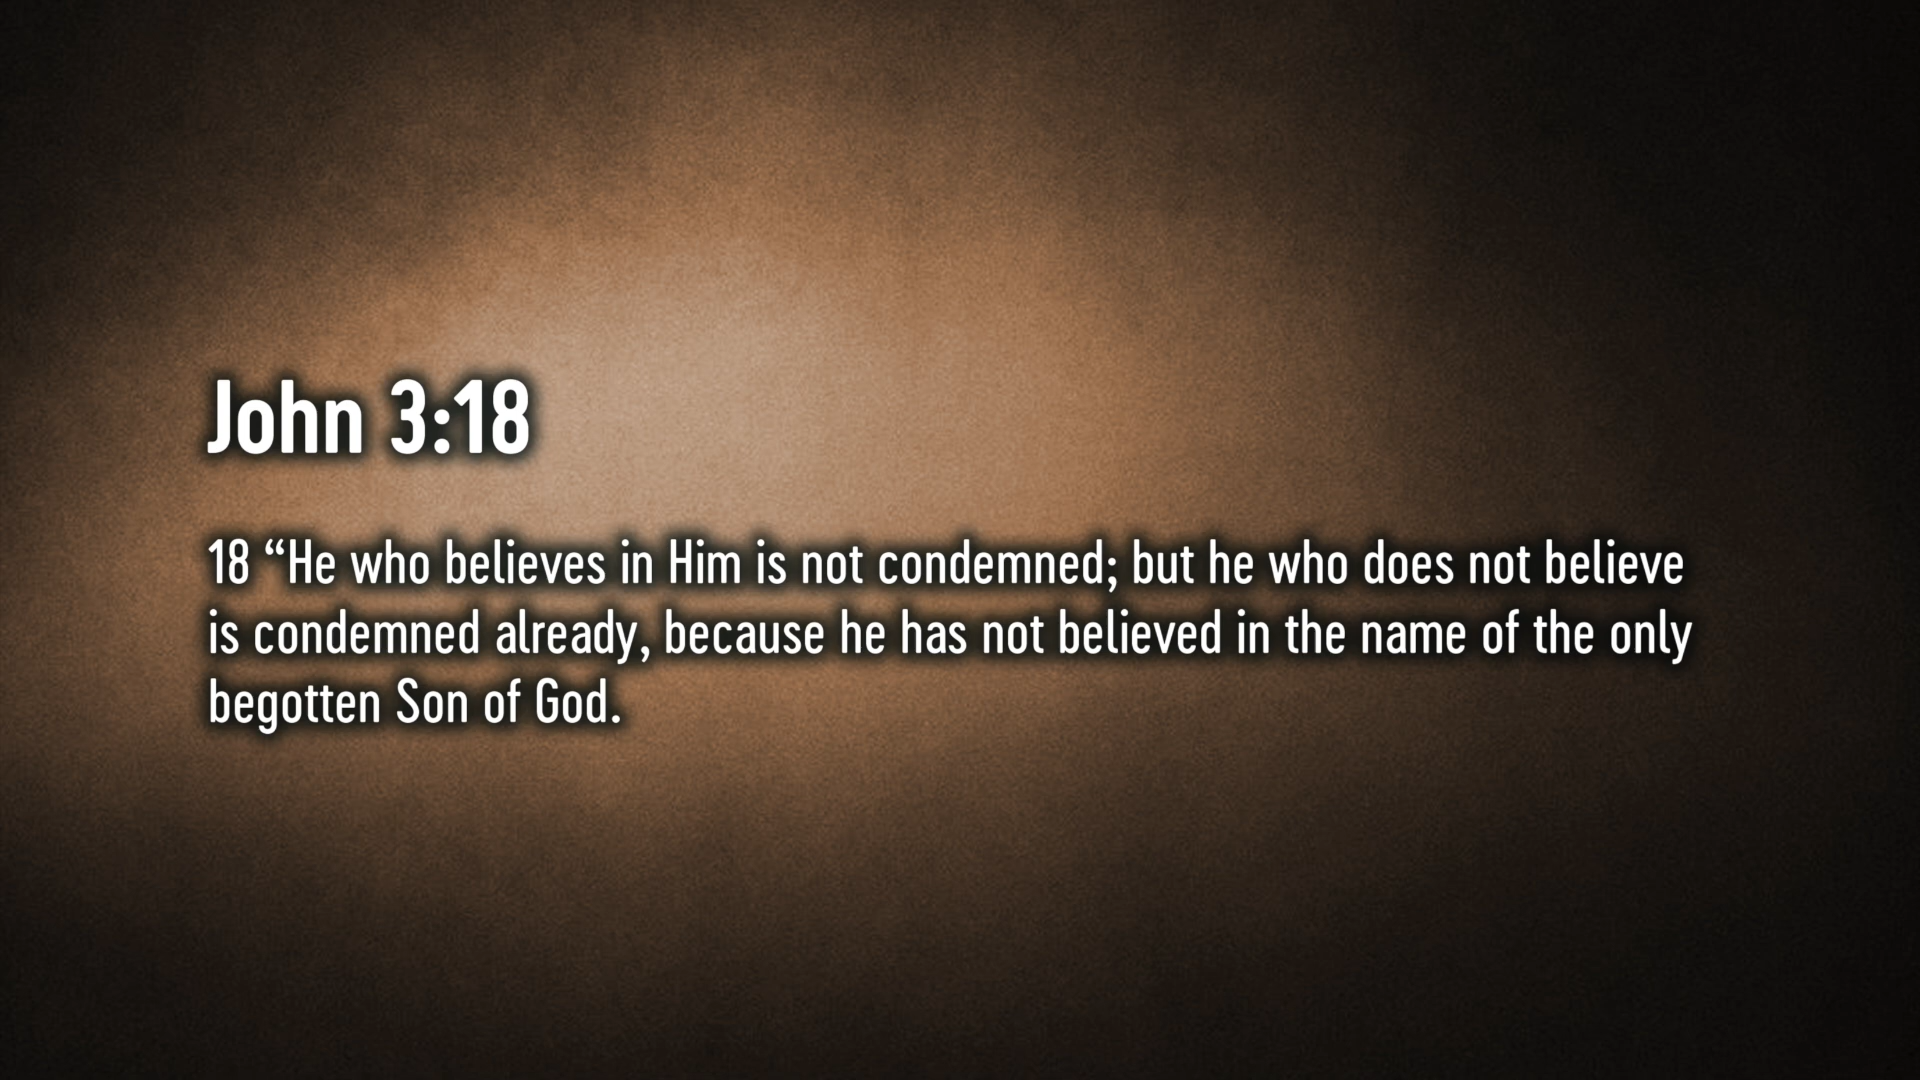 John 3:18
18 “He who believes in Him is not condemned; but he who does not believe
is condemned already, because he has not believed in the name of the only
begotten Son of God.